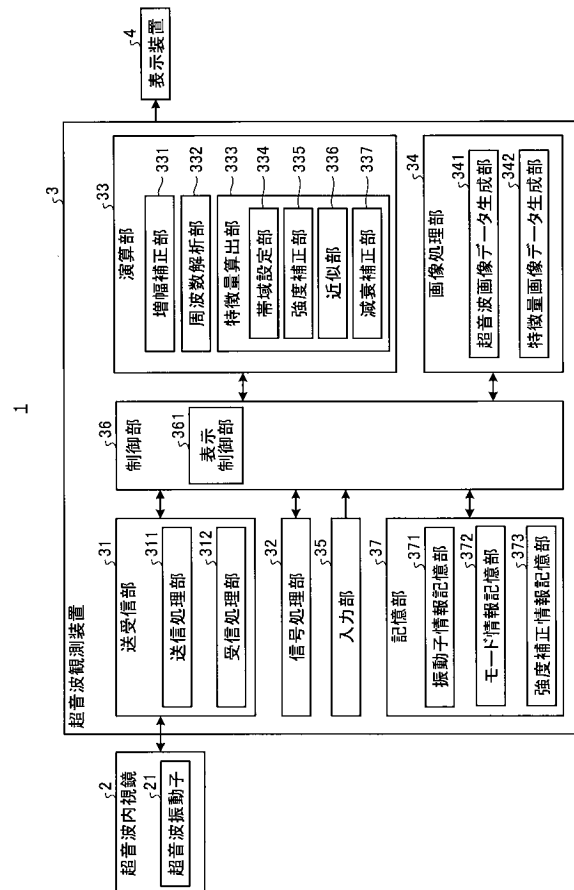 1
超音波内視鏡
2
超音波振動子
21
超音波観測装置
3
送受信部
31
送信処理部
311
受信処理部
312
信号処理部
32
入力部
35
記憶部
37
振動子情報記憶部
371
モード情報記憶部
372
強度補正情報記憶部
373
制御部
36
表示
制御部
361
演算部
33
増幅補正部
331
周波数解析部
332
特徴量算出部
333
帯域設定部
334
強度補正部
335
近似部
336
減衰補正部
337
画像処理部
34
超音波画像データ生成部
341
特徴量画像データ生成部
342
表示装置
4